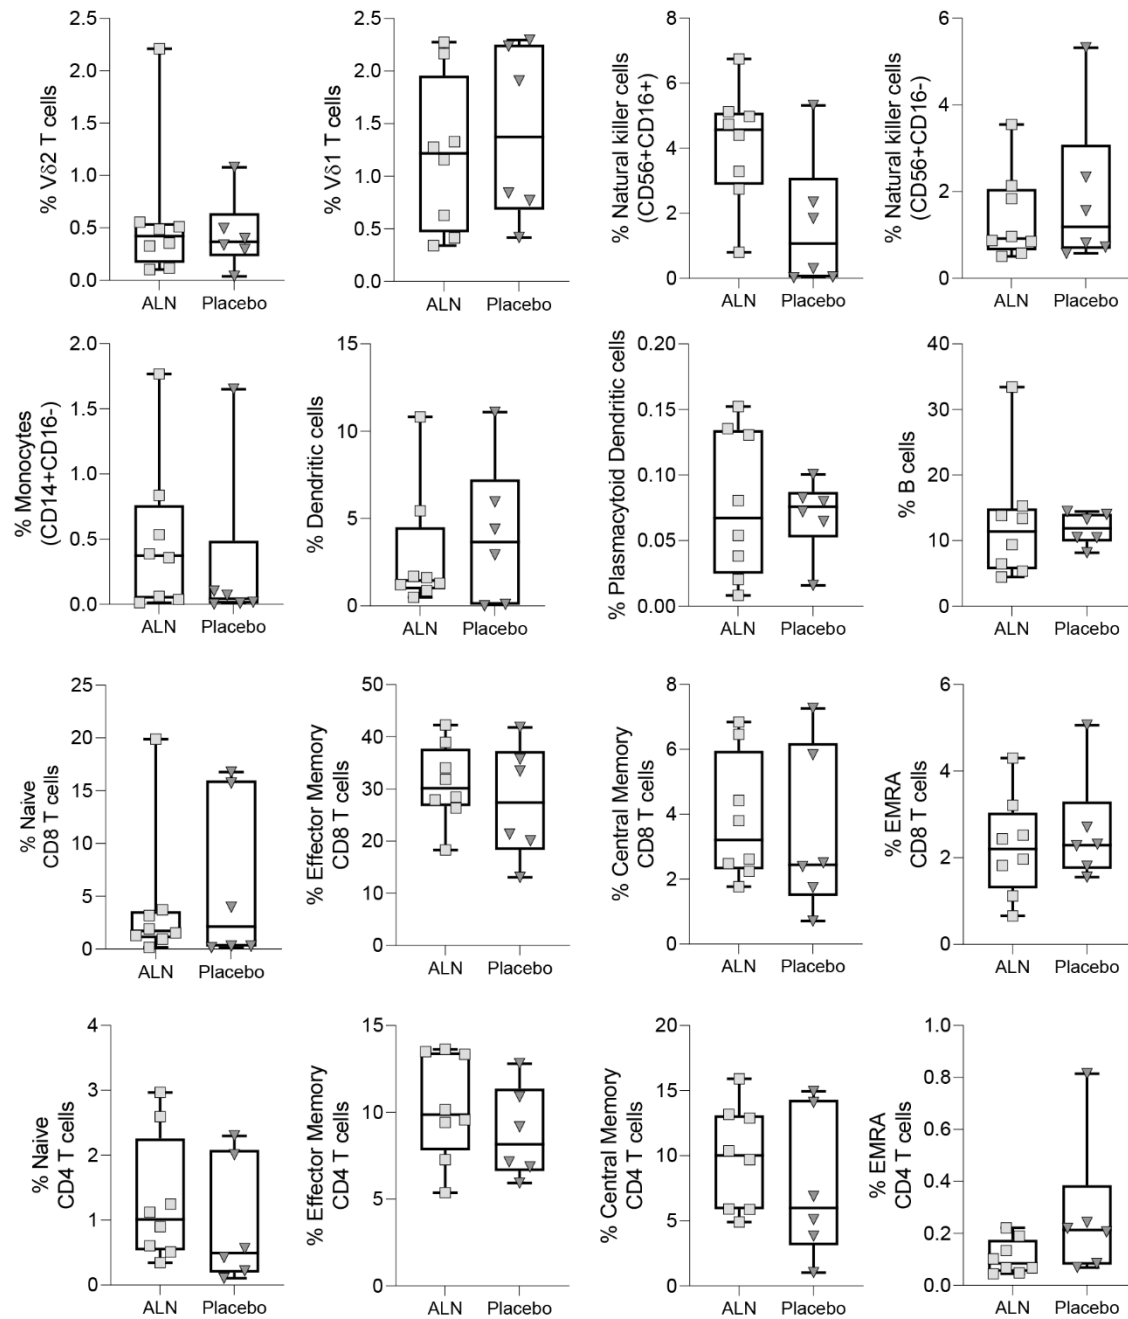 % Vδ2 T cells
2.5
2.0
1.5
1.0
0.5
0.0
ALN Placebo
% Vδ1 T cells
2.5
2.0
1.5
1.0
0.5
0.0
ALN Placebo
% Natural killer cells
(CD56+CD16+)
8
6
4
2
0
ALN Placebo
% Natural killer cells
(CD56+CD16-)
6
4
2
0
ALN Placebo
% Monocytes
(CD14+CD16-)
2.0
1.5
1.0
0.5
0.0
ALN Placebo
% Dendritic cells
15
10
5
0
ALN Placebo
% Plasmacytoid Dendritic cells
0.20
0.15
0.10
0.05
0.00
ALN Placebo
% B cells
40
30
20
10
0
ALN Placebo
% Naive
CD8 T cells
25
20
15
10
5
0
ALN Placebo
% Effector Memory
CD8 T cells
50
40
30
20
10
0
ALN Placebo
% Central Memory
CD8 T cells
8
6
4
2
0
ALN Placebo
% EMRA
CD8 T cells
6
4
2
0
ALN Placebo
% Naive
CD4 T cells
4
3
2
1
0
ALN Placebo
% Effector Memory
CD4 T cells
15
10
5
0
ALN Placebo
% Central Memory
CD4 T cells
20
15
10
5
0
ALN Placebo
% EMRA
CD4 T cells
1.0
0.8
0.6
0.4
0.2
0.0
ALN Placebo